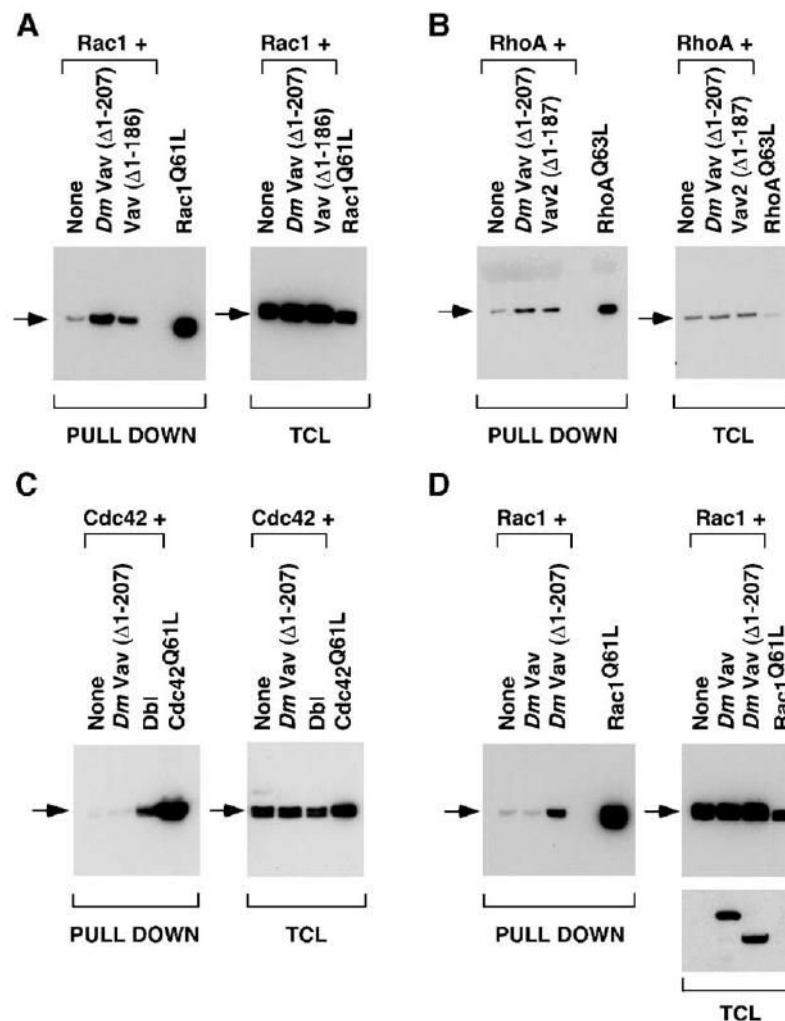 A
Rac1 +
None
Dm Vav (Δ1-207)
Vav (Δ1-186)
Rac1Q61L
PULL DOWN
Rac1 +
None
Dm Vav (Δ1-207)
Vav (Δ1-186)
Rac1Q61L
TCL
B
RhoA +
None
Dm Vav (Δ1-207)
Vav2 (Δ1-187)
RhoAQ63L
PULL DOWN
RhoA +
None
Dm Vav (Δ1-207)
Vav2 (Δ1-187)
RhoAQ63L
TCL
C
Cdc42 +
None
Dm Vav (Δ1-207)
Dbl
Cdc42Q61L
PULL DOWN
Cdc42 +
None
Dm Vav (Δ1-207)
Dbl
Cdc42Q61L
TCL
D
Rac1 +
None
Dm Vav
Dm Vav (Δ1-207)
Rac1Q61L
PULL DOWN
Rac1 +
None
Dm Vav
Dm Vav (Δ1-207)
Rac1Q61L
TCL